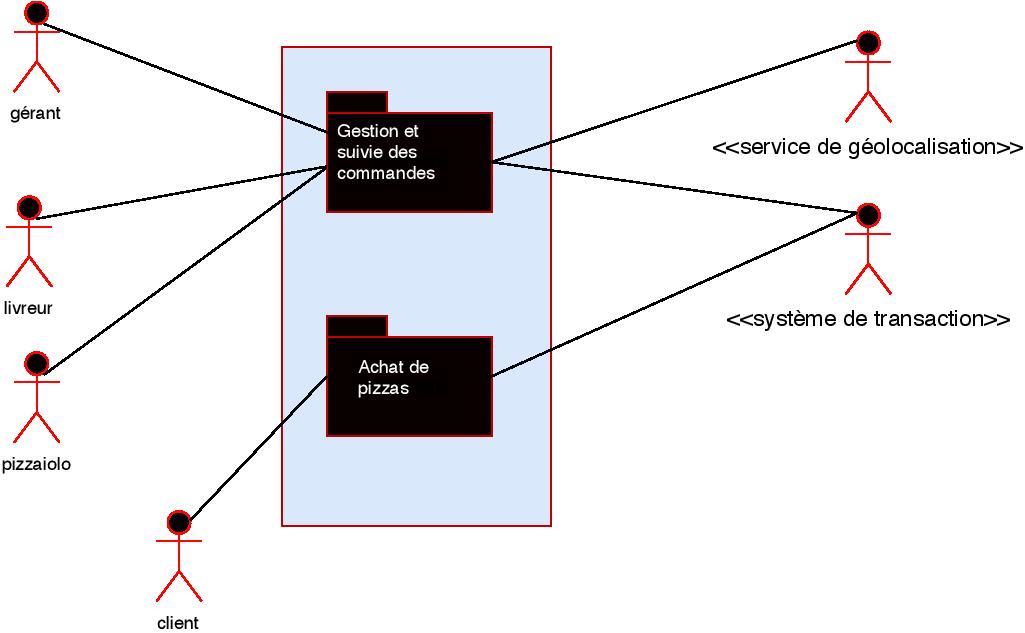 gérant
Gestion et
suivie des
commandes
<<service de géolocalisation>>
livreur
<<système de transaction>>
Achat de
pizzas
pizzaiolo
client